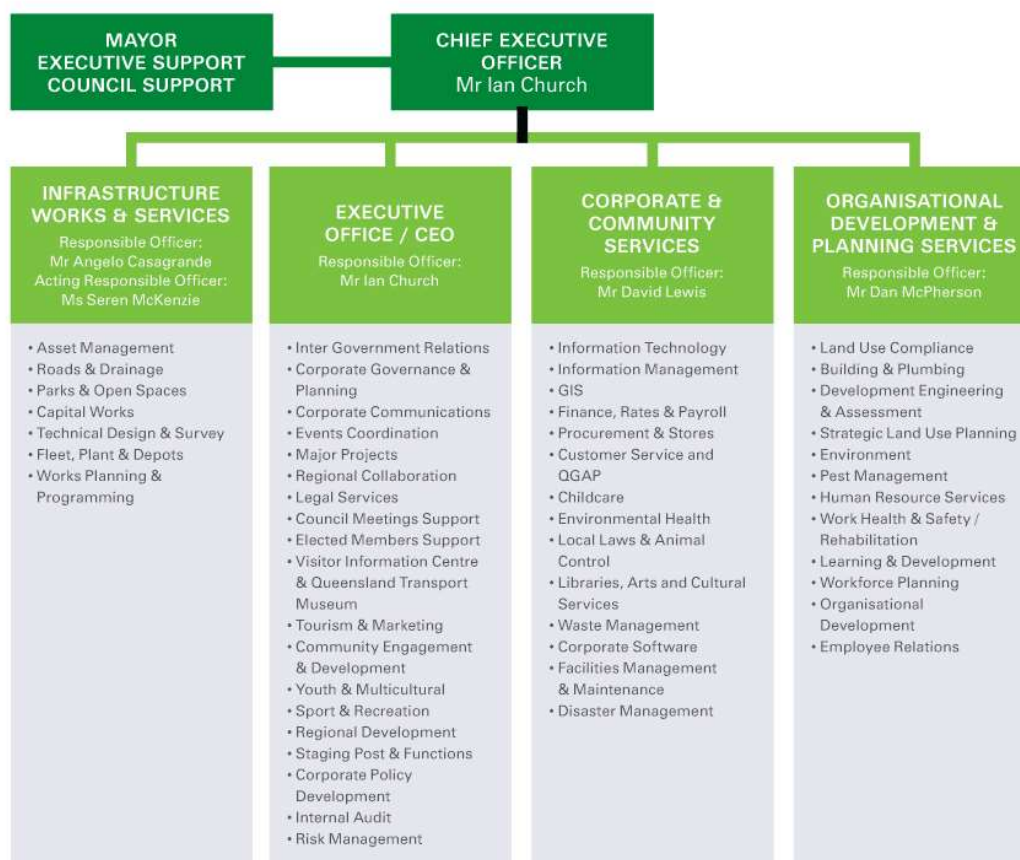 MAYOR
EXECUTIVE SUPPORT
COUNCIL SUPPORT
CHIEF EXECUTIVE
OFFICER
Mr Ian Church
INFRASTRUCTURE
WORKS & SERVICES
Responsible Officer:
Mr Angelo Casagrande
Acting Responsible Officer:
Ms Seren McKenzie
• Asset Management
• Roads & Drainage
• Parks & Open Spaces
• Capital Works
• Technical Design & Survey
• Fleet, Plant & Depots
• Works Planning &
Programming
EXECUTIVE
OFFICE / CEO
Responsible Officer:
Mr Ian Church
• Inter Government Relations
• Corporate Governance &
Planning
• Corporate Communications
• Events Coordination
• Major Projects
• Regional Collaboration
• Legal Services
• Council Meetings Support
• Elected Members Support
• Visitor Information Centre
& Queensland Transport
Museum
• Tourism & Marketing
• Community Engagement
& Development
• Youth & Multicultural
• Sport & Recreation
• Regional Development
• Staging Post & Functions
• Corporate Policy
Development
• Internal Audit
• Risk Management
CORPORATE &
COMMUNITY
SERVICES
Responsible Officer:
Mr David Lewis
• Information Technology
• Information Management
• GIS
• Finance, Rates & Payroll
• Procurement & Stores
• Customer Service and
QGAP
• Childcare
• Environmental Health
• Local Laws & Animal
Control
• Libraries, Arts and Cultural
Services
• Waste Management
• Corporate Software
• Facilities Management
& Maintenance
• Disaster Management
ORGANISATIONAL
DEVELOPMENT &
PLANNING SERVICES
Responsible Officer:
Mr Dan McPherson
• Land Use Compliance
• Building & Plumbing
• Development Engineering
& Assessment
• Strategic Land Use Planning
• Environment
• Pest Management
• Human Resource Services
• Work Health & Safety /
Rehabilitation
• Learning & Development
• Workforce Planning
• Organisational
Development
• Employee Relations